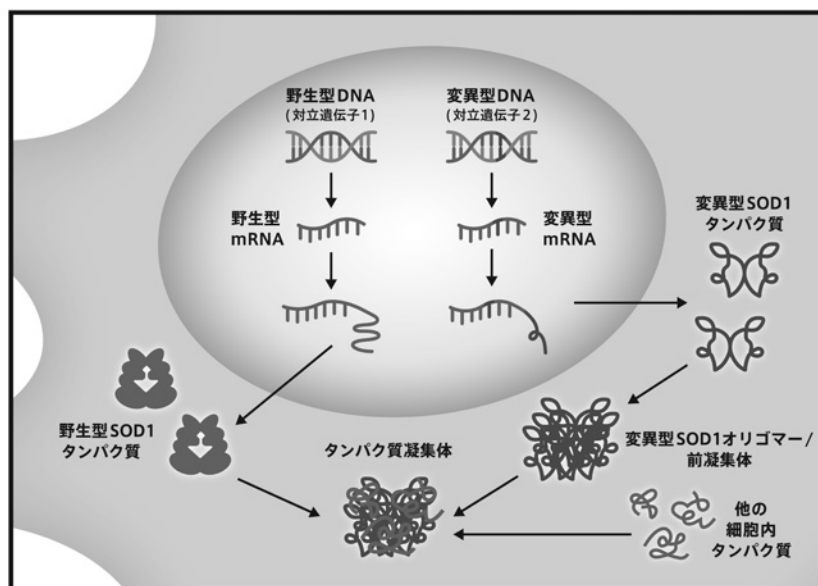 野生型DNA
(対立遺伝子1)
変異型DNA
(対立遺伝子2)
野生型
mRNA
変異型
mRNA
変異型SOD1
タンパク質
野生型SOD1
タンパク質
タンパク質凝集体
変異型SOD1オリゴマー/
前凝集体
他の
細胞内
タンパク質